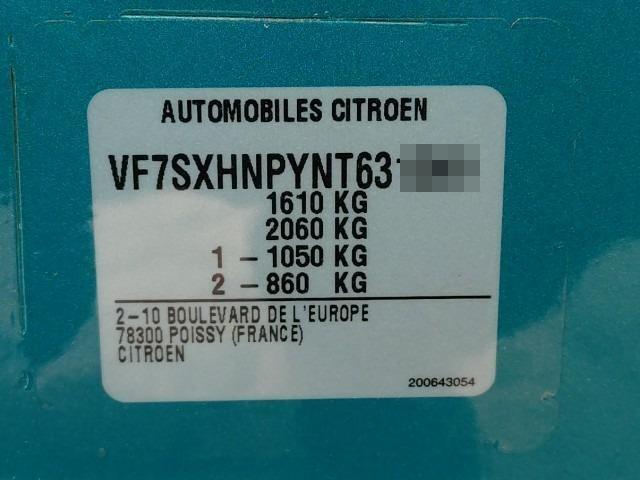 AUTOMOBILES CITROEN
VF7SXHNPYNT63
1610 KG
2060 KG
1 - 1050 KG
2 - 860 KG
2-10 BOULEVARD DE L'EUROPE
78300 POISSY (FRANCE)
CITROEN
200643054